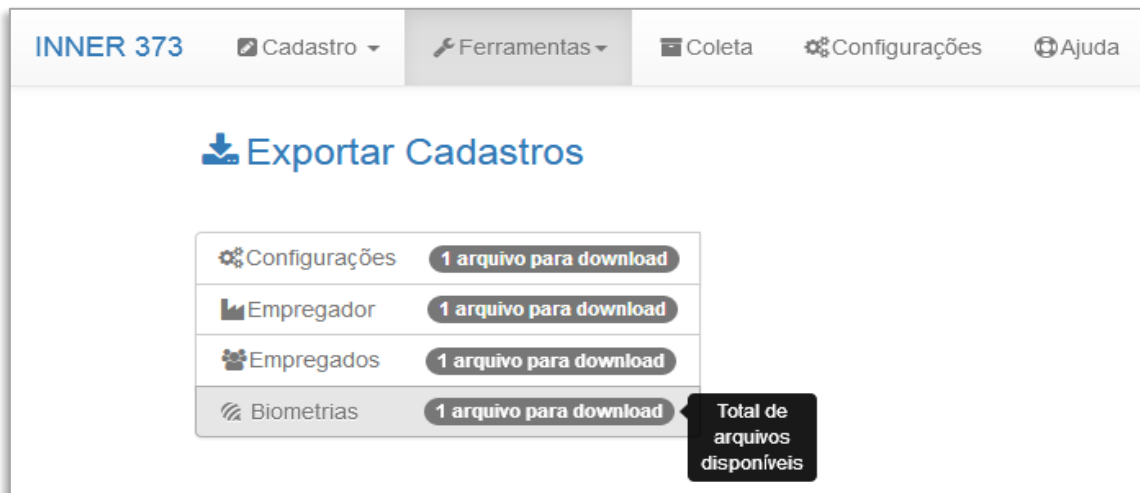 INNER 373 Cadastro Ferramentas Coleta Configurações Ajuda
Exportar Cadastros
Configurações 1 arquivo para download
Empregador 1 arquivo para download
Empregados 1 arquivo para download
Biometrias 1 arquivo para download
Total de
arquivos
disponíveis